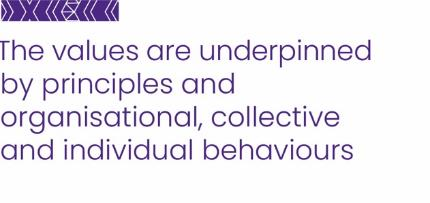 The values are underpinned
by principles and
organisational, collective
and individual behaviours